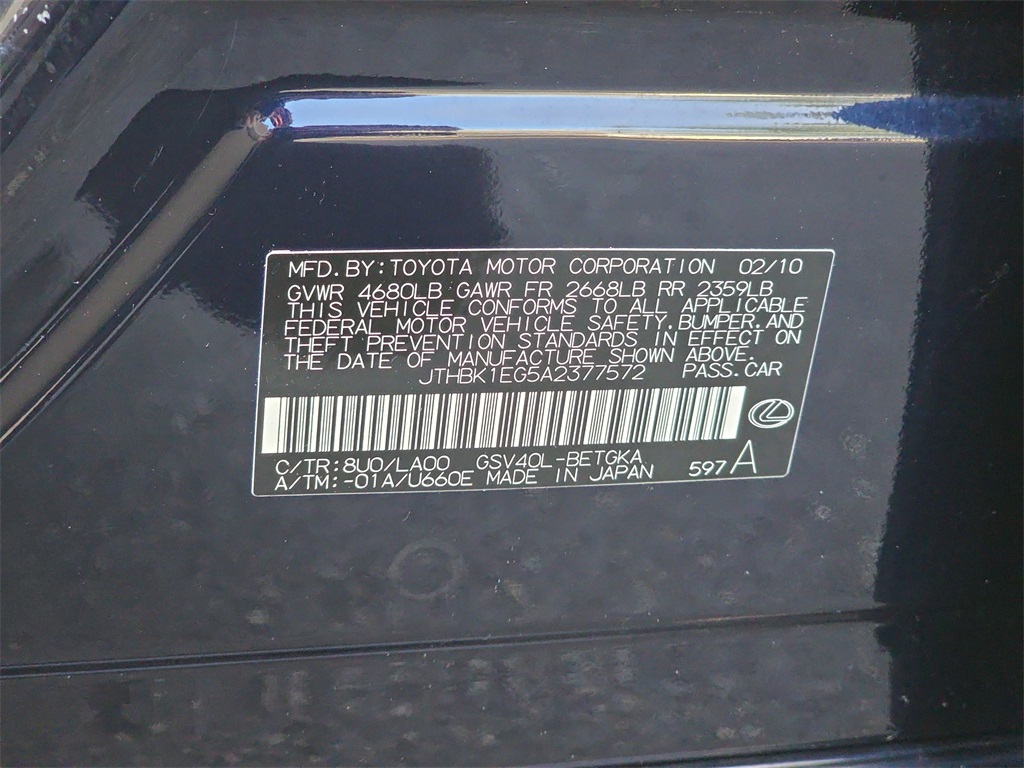 MFD. BY: TOYOTA MOTOR CORPORATION 02/10
GVWR 4680LB GAWR FR 2668LB RR 2359LB
THIS VEHICLE CONFORMS TO ALL APPLICABLE
FEDERAL MOTOR VEHICLE SAFETY, BUMPER, AND
THEFT PREVENTION STANDARDS IN EFFECT ON
THE DATE OF MANUFACTURE SHOWN ABOVE.
JTHBK1EG5A2377572 PASS. CAR
C/TR: 8U0/LA00 GSV40L-BETGKA
A/TM: -01A/U660E MADE IN JAPAN 597A